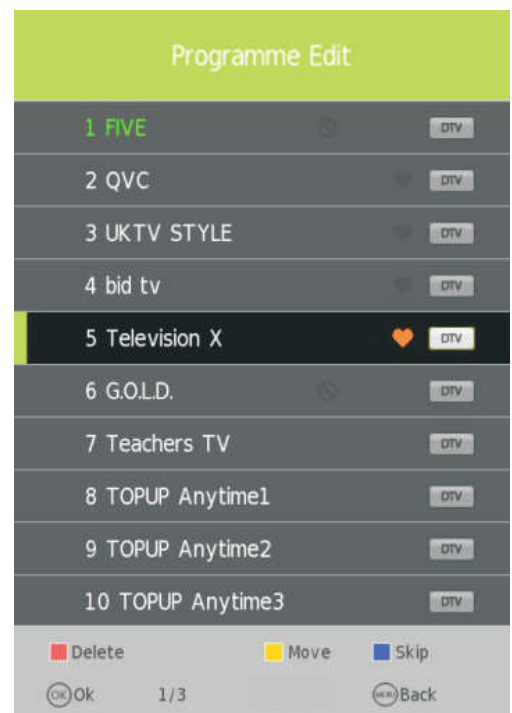 Programme Edit
1 FIVE DTV
2 QVC DTV
3 UKTV STYLE DTV
4 bid tv DTV
5 Television X DTV
6 G.O.L.D. DTV
7 Teachers TV DTV
8 TOPUP Anytime1 DTV
9 TOPUP Anytime2 DTV
10 TOPUP Anytime3 DTV
Delete Move Skip
OK Ok 1/3 MENU Back